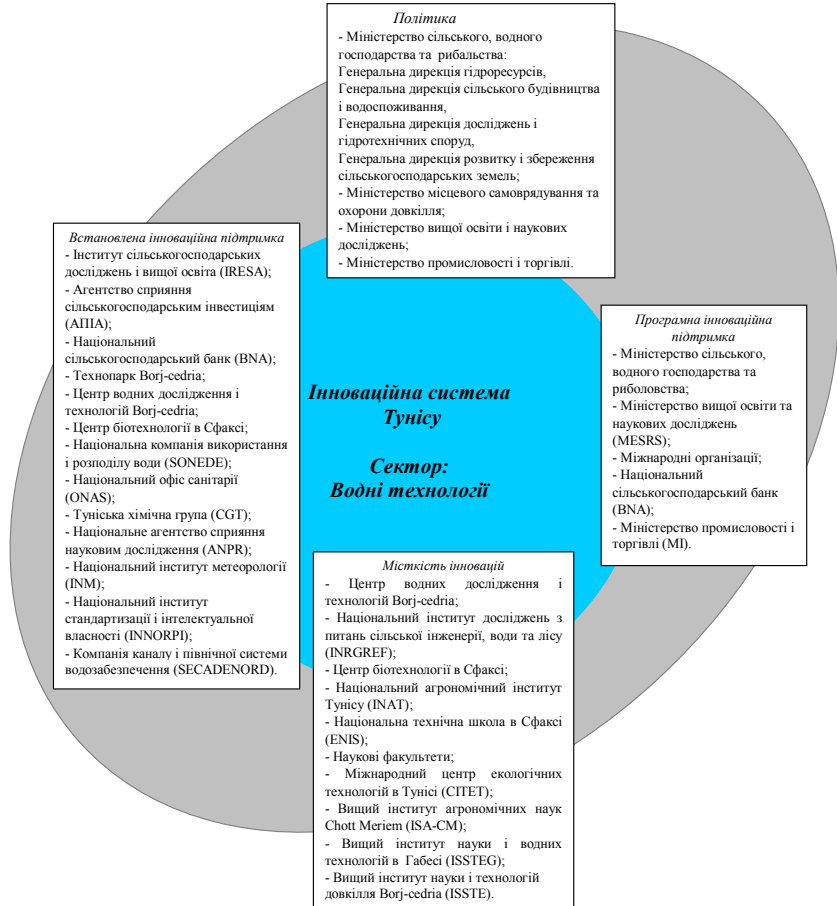 Політика
- Міністерство сільського, водного
господарства та рибальства:
Генеральна дирекція гідроресурсів,
Генеральна дирекція сільського будівництва
і водоспоживання,
Генеральна дирекція досліджень і
гідротехнічних споруд,
Генеральна дирекція розвитку і збереження
сільськогосподарських земель;
- Міністерство місцевого самоврядування та
охорони довкілля;
- Міністерство вищої освіти і наукових
досліджень;
- Міністерство промисловості і торгівлі.
Встановлена інноваційна підтримка
- Інститут сільськогосподарських
досліджень і вищої освіта (IRESA);
- Агентство сприяння
сільськогосподарським інвестиціям
(АПІА);
- Національний
сільськогосподарський банк (BNA);
- Технопарк Borj-cedria;
- Центр водних дослідження і
технологій Borj-cedria;
- Центр біотехнології в Сфаксі;
- Національна компанія використання
і розподілу води (SONEDE);
- Національний офіс санітарії
(ONAS);
- Туніська хімічна група (CGT);
- Національне агентство сприяння
науковим дослідження (ANPR);
- Національний інститут метеорології
(INM);
- Національний інститут
стандартизації і інтелектуальної
власності (INNORPI);
- Компанія каналу і північної системи
водозабезпечення (SECADENORD).
Інноваційна система
Тунісу
Сектор:
Водні технології
Програмна інноваційна
підтримка
- Міністерство сільського,
водного господарства та
риболовства;
- Міністерство вищої освіти та
наукових досліджень
(MESRS);
- Міжнародні організації;
- Національний
сільськогосподарський банк
(BNA);
- Міністерство промисловості і
торгівлі (MI).
Місткість інновацій
- Центр водних дослідження і
технологій Borj-cedria;
- Національний інститут досліджень з
питань сільської інженерії, води та лісу
(INRGREF);
- Центр біотехнології в Сфаксі;
- Національний агрономічний інститут
Тунісу (INAT);
- Національна технічна школа в Сфаксі
(ENIS);
- Наукові факультети;
- Міжнародний центр екологічних
технологій в Тунісі (CITET);
- Вищий інститут агрономічних наук
Chott Meriem (ISA-CM);
- Вищий інститут науки і водних
технологій в Габесі (ISSTEG);
- Вищий інститут науки і технологій
довкілля Borj-cedria (ISSTE).